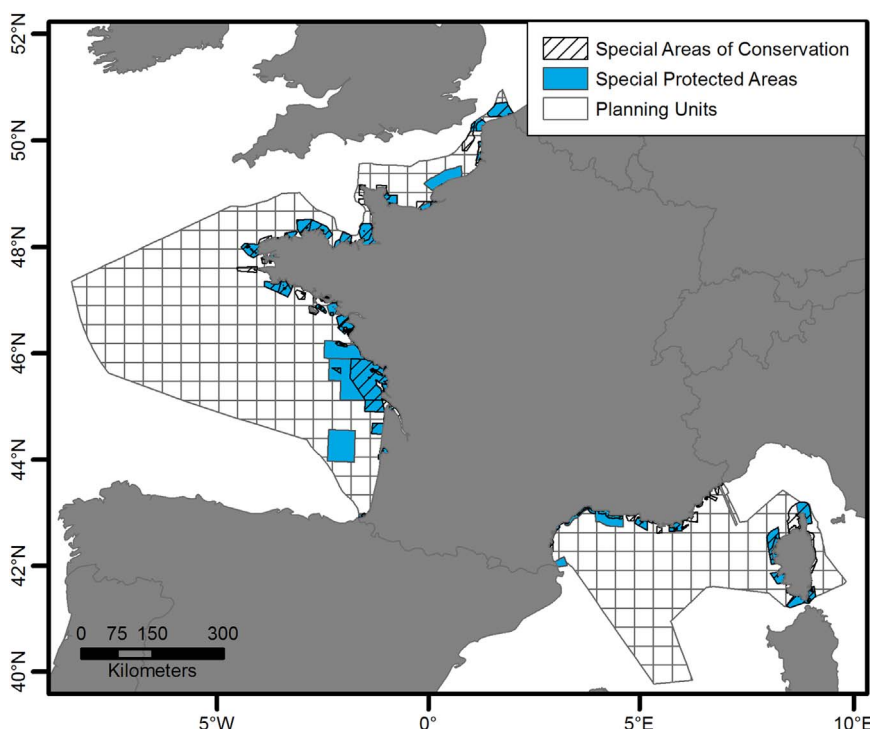 52°N
50°N
48°N
46°N
44°N
42°N
40°N
Special Areas of Conservation
Special Protected Areas
Planning Units
0 75 150 300
Kilometers
5°W 0° 5°E 10°E